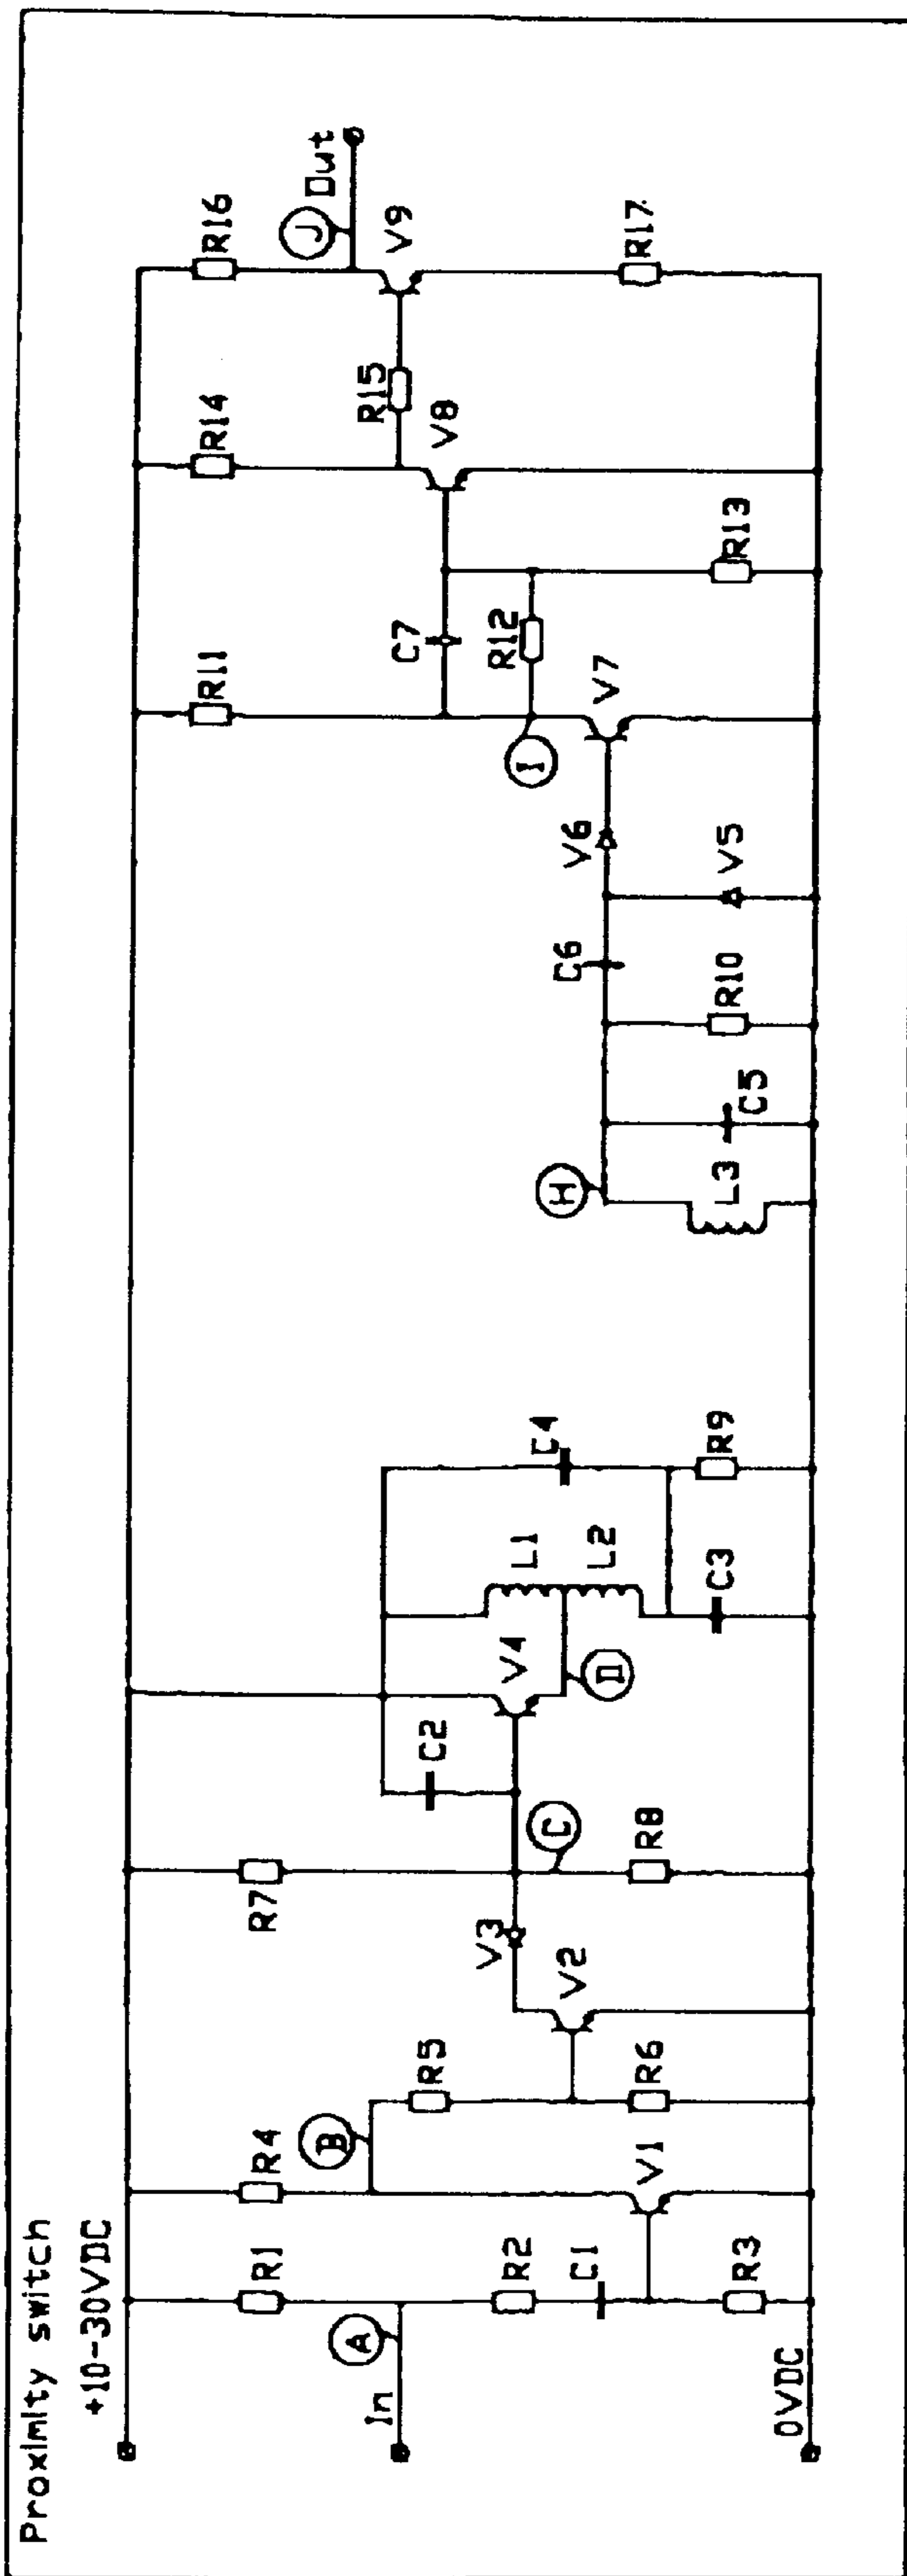 Proximity switch
+10-30VDC
In
0VDC
A
R1
R2
C1
R3
R4
B
V1
R5
R6
V2
V3
R7
C
R8
C2
V4
D
L1
L2
C3
C4
R9
H
L3
C5
R10
C6
V5
V6
I
V7
R11
C7
R12
R13
V8
R14
R15
V9
R16
R17
J
Out